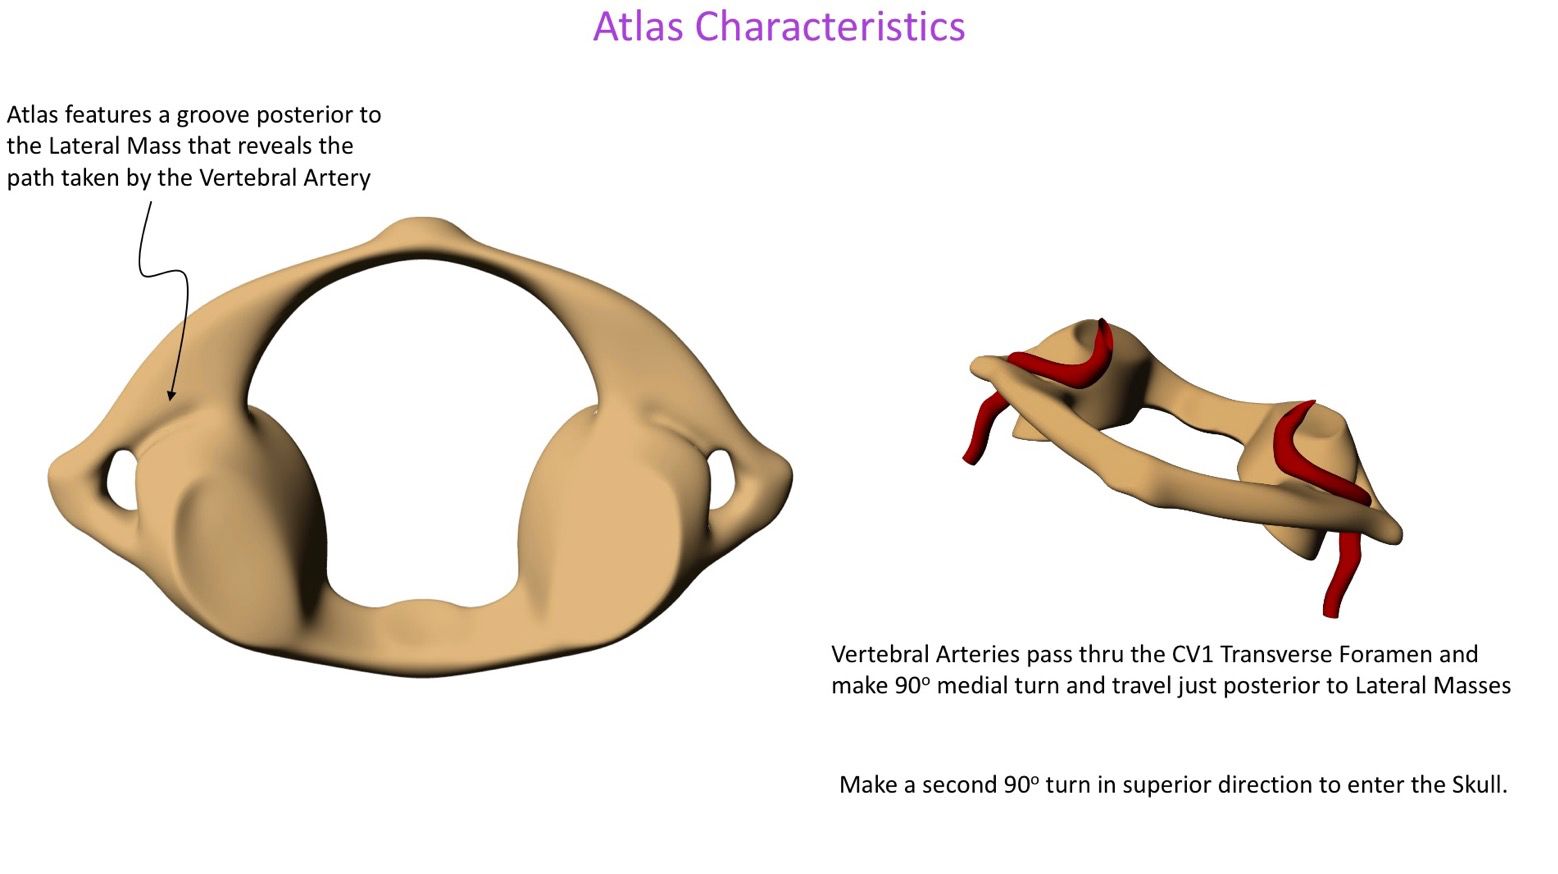 Atlas Characteristics
Atlas features a groove posterior to
the Lateral Mass that reveals the
path taken by the Vertebral Artery
Vertebral Arteries pass thru the CV1 Transverse Foramen and
make 90º medial turn and travel just posterior to Lateral Masses
Make a second 90º turn in superior direction to enter the Skull.